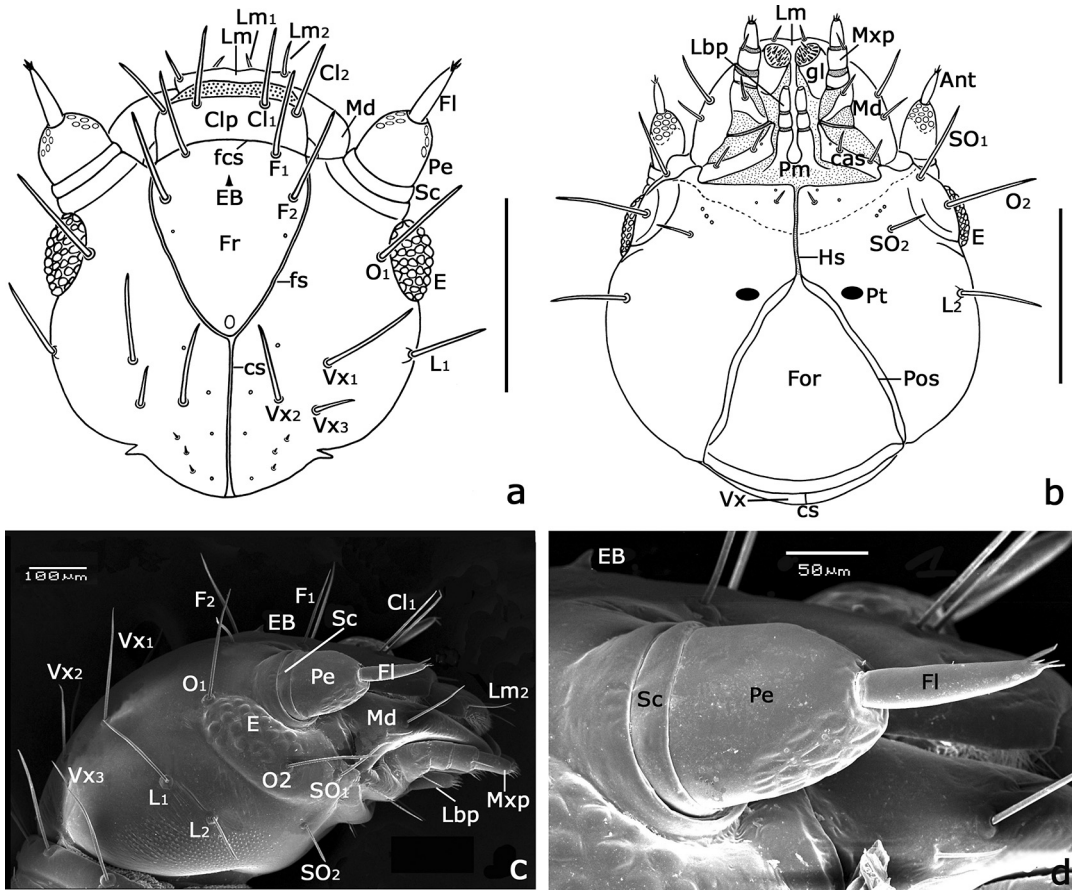 Lm
Lm1
Lm2
Cl2
Clp
Cl1
Md
Fl
fcs
F1
EB
F2
Pe
Sc
Fr
fs
O1
E
cs
Vx1
L1
Vx2
Vx3
a
Lm
Lbp
Mxp
gl
Ant
Md
SO1
cas
Pm
O2
SO2
E
Hs
Pt
L2
For
Pos
Vx
cs
b
100μm
F2
F1
EB
Cl1
Sc
Vx1
Vx2
O1
Pe
Fl
Lm2
E
Md
O2
SO1
Vx3
L1
Mxp
L2
Lbp
SO2
c
EB
50μm
Sc
Pe
Fl
d